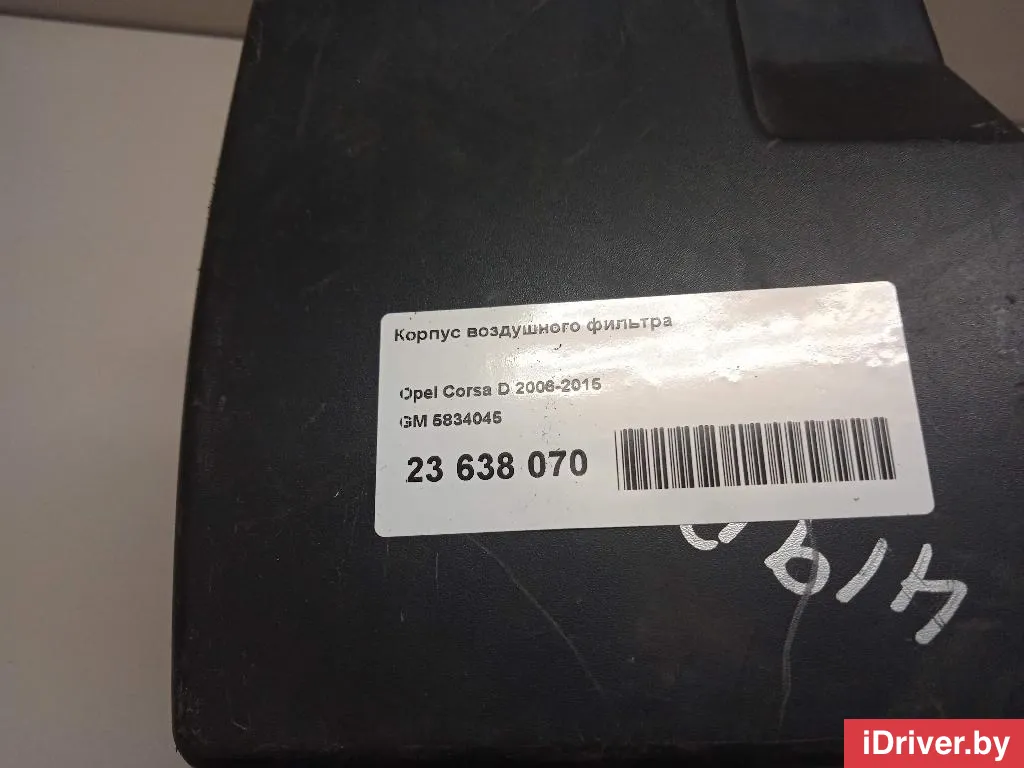 Корпус воздушного фильтра
Opel Corsa D 2006-2015
GM 5834045
23 638 070
iDriver.by